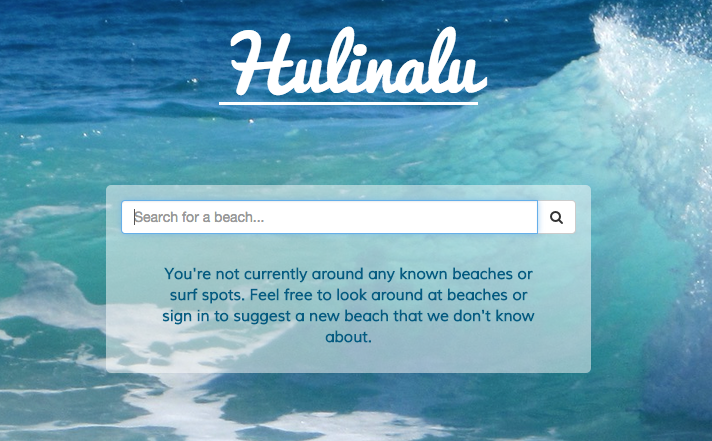 Hulinalu
Search for a beach...
You're not currently around any known beaches or
surf spots. Feel free to look around at beaches or
sign in to suggest a new beach that we don't know
about.